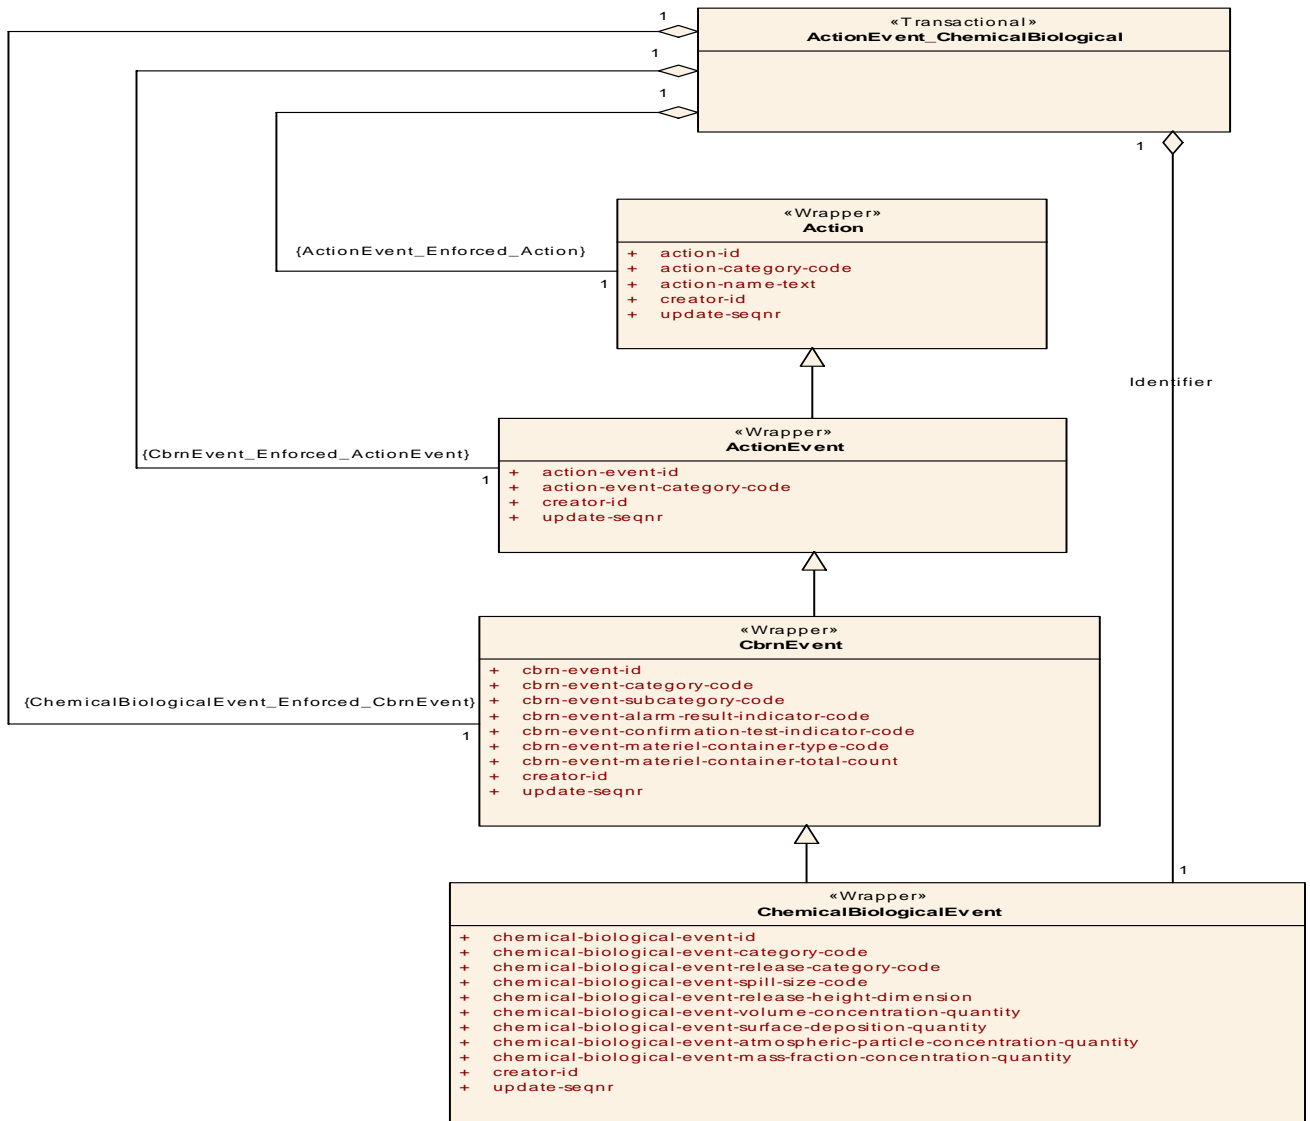 1
«Transactional»
ActionEvent_ChemicalBiological
1
1
1
«Wrapper»
Action
{ActionEvent_Enforced_Action}
1
+ action-id
+ action-category-code
+ action-name-text
+ creator-id
+ update-seqnr
Identifier
«Wrapper»
ActionEvent
{CbrnEvent_Enforced_ActionEvent}
1
+ action-event-id
+ action-event-category-code
+ creator-id
+ update-seqnr
«Wrapper»
CbrnEvent
{ChemicalBiologicalEvent_Enforced_CbrnEvent}
1
+ cbrn-event-id
+ cbrn-event-category-code
+ cbrn-event-subcategory-code
+ cbrn-event-alarm-result-indicator-code
+ cbrn-event-confirmation-test-indicator-code
+ cbrn-event-materiel-container-type-code
+ cbrn-event-materiel-container-total-count
+ creator-id
+ update-seqnr
1
«Wrapper»
ChemicalBiologicalEvent
+ chemical-biological-event-id
+ chemical-biological-event-category-code
+ chemical-biological-event-release-category-code
+ chemical-biological-event-spill-size-code
+ chemical-biological-event-release-height-dimension
+ chemical-biological-event-volume-concentration-quantity
+ chemical-biological-event-surface-deposition-quantity
+ chemical-biological-event-atmospheric-particle-concentration-quantity
+ chemical-biological-event-mass-fraction-concentration-quantity
+ creator-id
+ update-seqnr